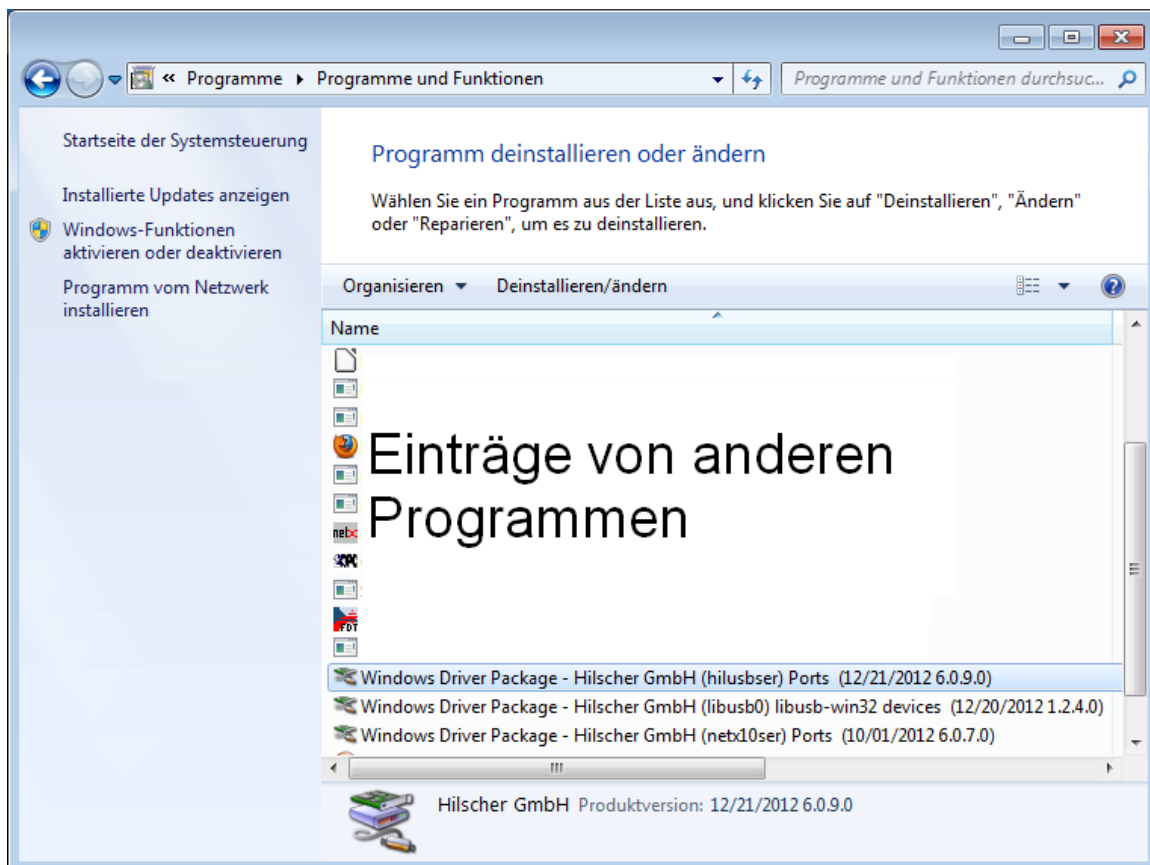 « Programme ▸ Programme und Funktionen
Programme und Funktionen durchsuc...
Startseite der Systemsteuerung
Installierte Updates anzeigen
Windows-Funktionen
aktivieren oder deaktivieren
Programm vom Netzwerk
installieren
Programm deinstallieren oder ändern
Wählen Sie ein Programm aus der Liste aus, und klicken Sie auf "Deinstallieren", "Ändern"
oder "Reparieren", um es zu deinstallieren.
Organisieren Deinstallieren/ändern
Name
Einträge von anderen
Programmen
netx
FDT
Windows Driver Package - Hilscher GmbH (hilusbser) Ports (12/21/2012 6.0.9.0)
Windows Driver Package - Hilscher GmbH (libusb0) libusb-win32 devices (12/20/2012 1.2.4.0)
Windows Driver Package - Hilscher GmbH (netx10ser) Ports (10/01/2012 6.0.7.0)
Hilscher GmbH Produktversion: 12/21/2012 6.0.9.0